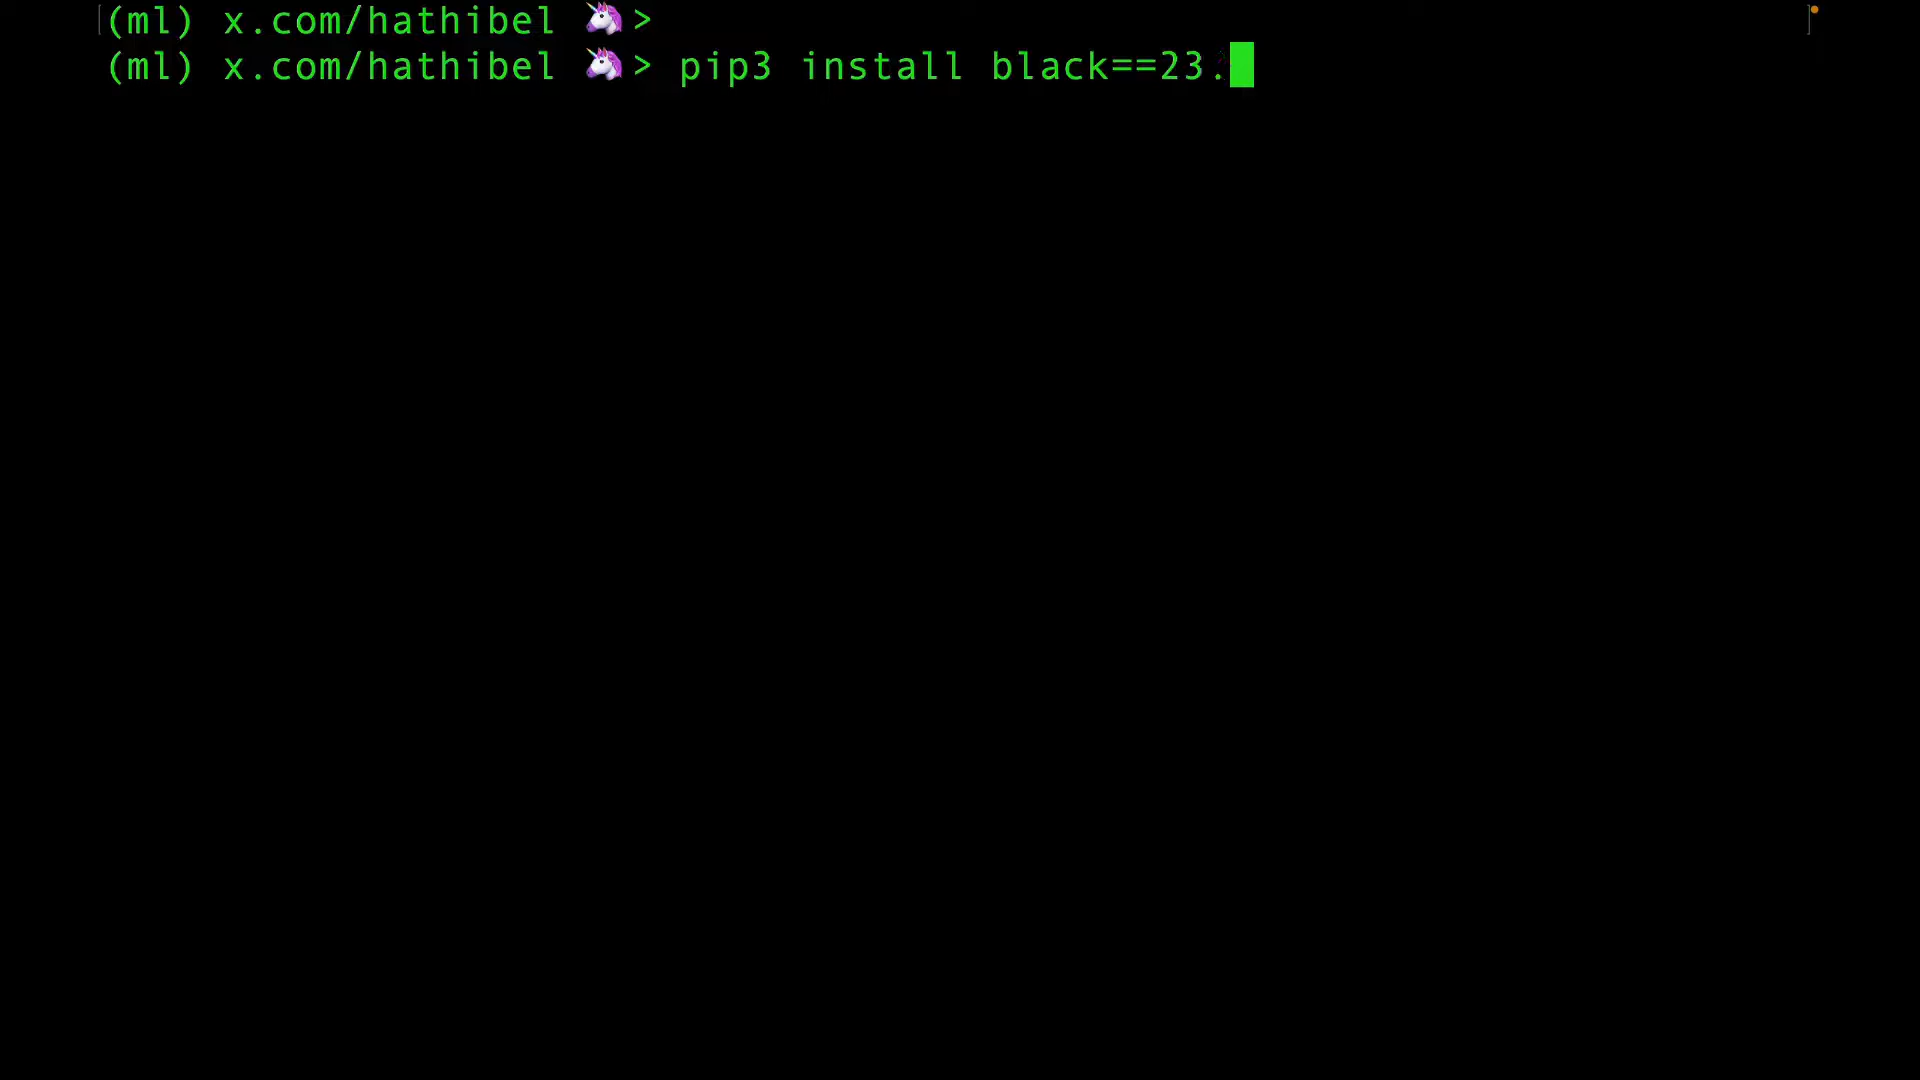 (ml) x.com/hathibel 🦄>
(ml) x.com/hathibel 🦄> pip3 install black==23.